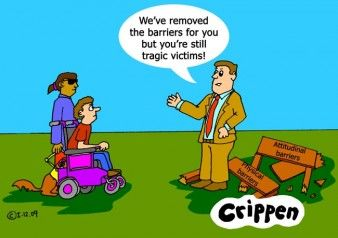 We've removed
the barriers for you
but you're still
tragic victims!
Attitudinal
barriers
Physical
barriers
Crippen
©I.12.09